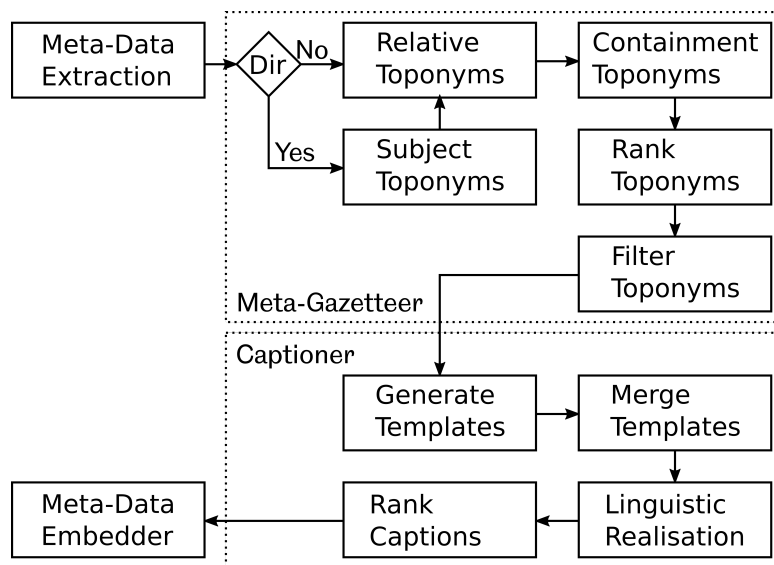 Meta-Data
Extraction
Dir
No
Yes
Relative
Toponyms
Containment
Toponyms
Subject
Toponyms
Rank
Toponyms
Filter
Toponyms
Meta-Gazetteer
Captioner
Generate
Templates
Merge
Templates
Meta-Data
Embedder
Rank
Captions
Linguistic
Realisation